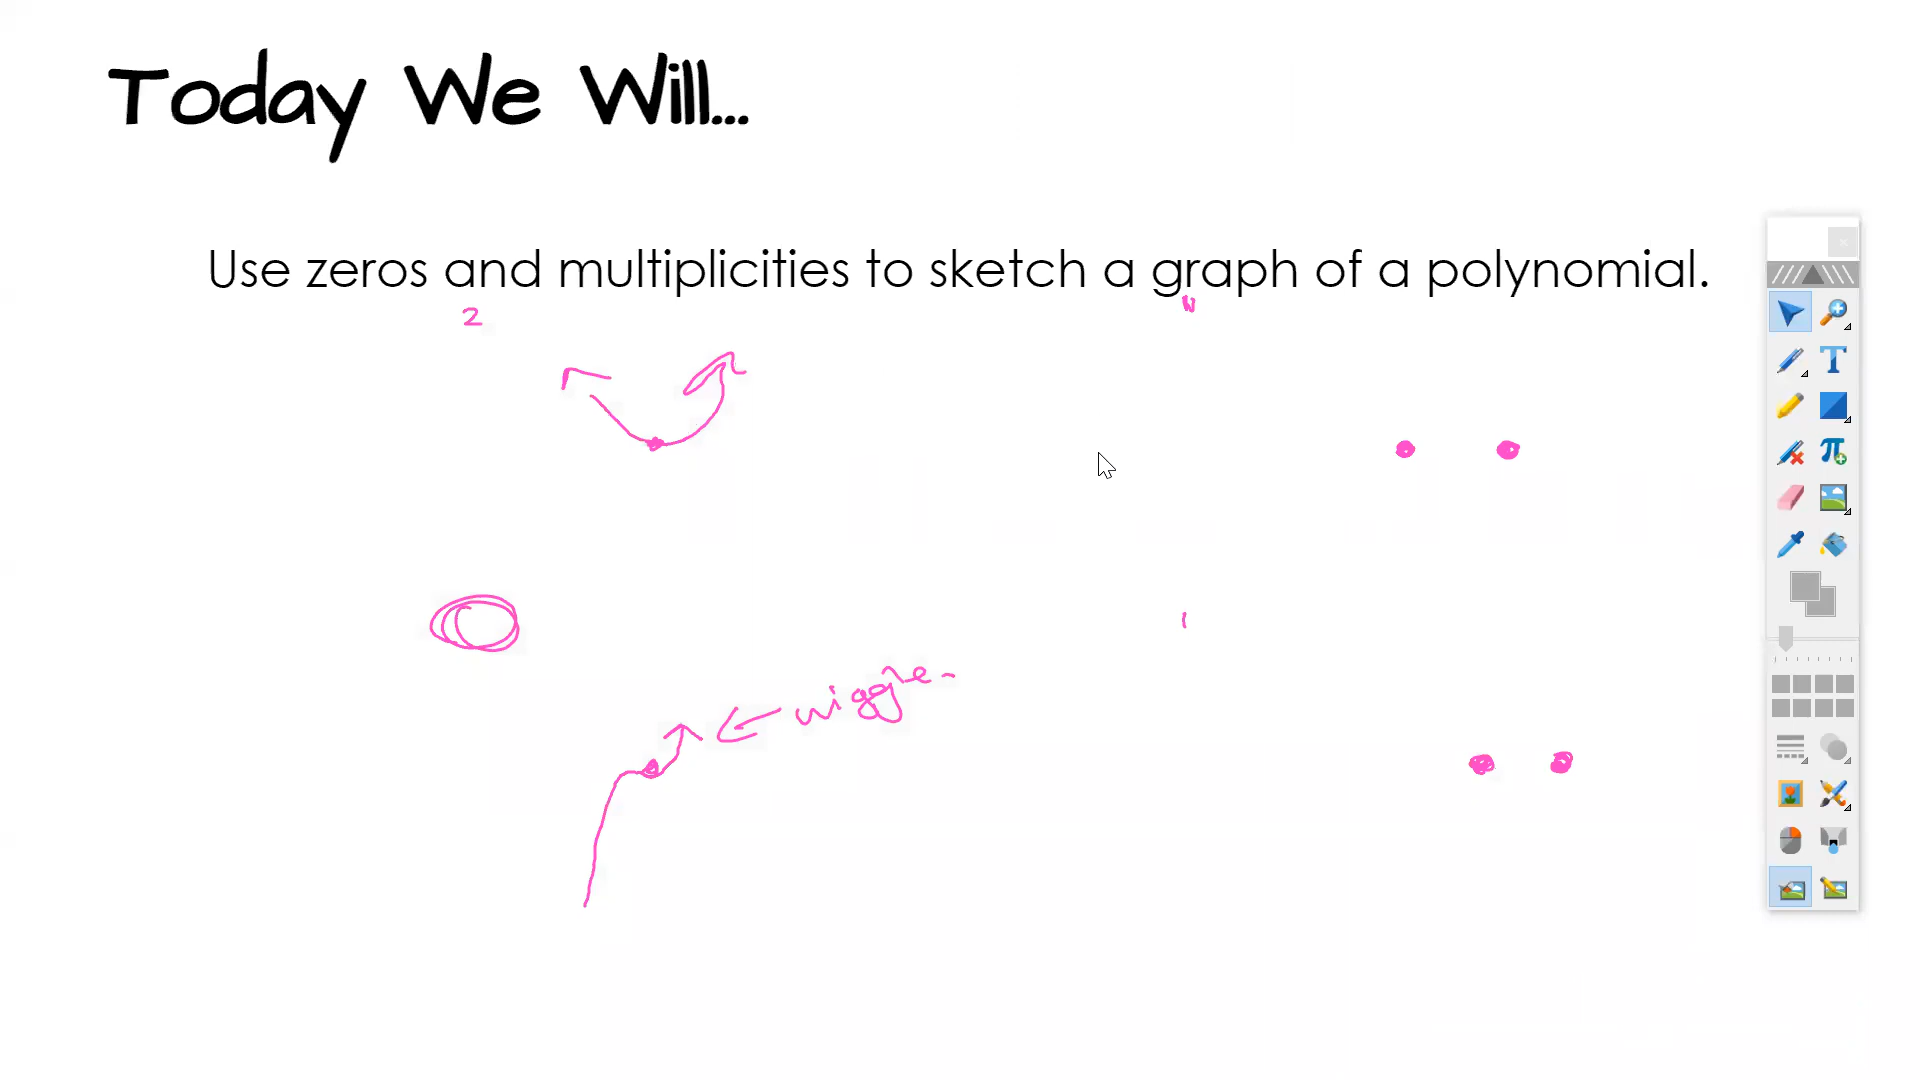 Today We Will...
Use zeros and multiplicities to sketch a graph of a polynomial.
2
wiggle.